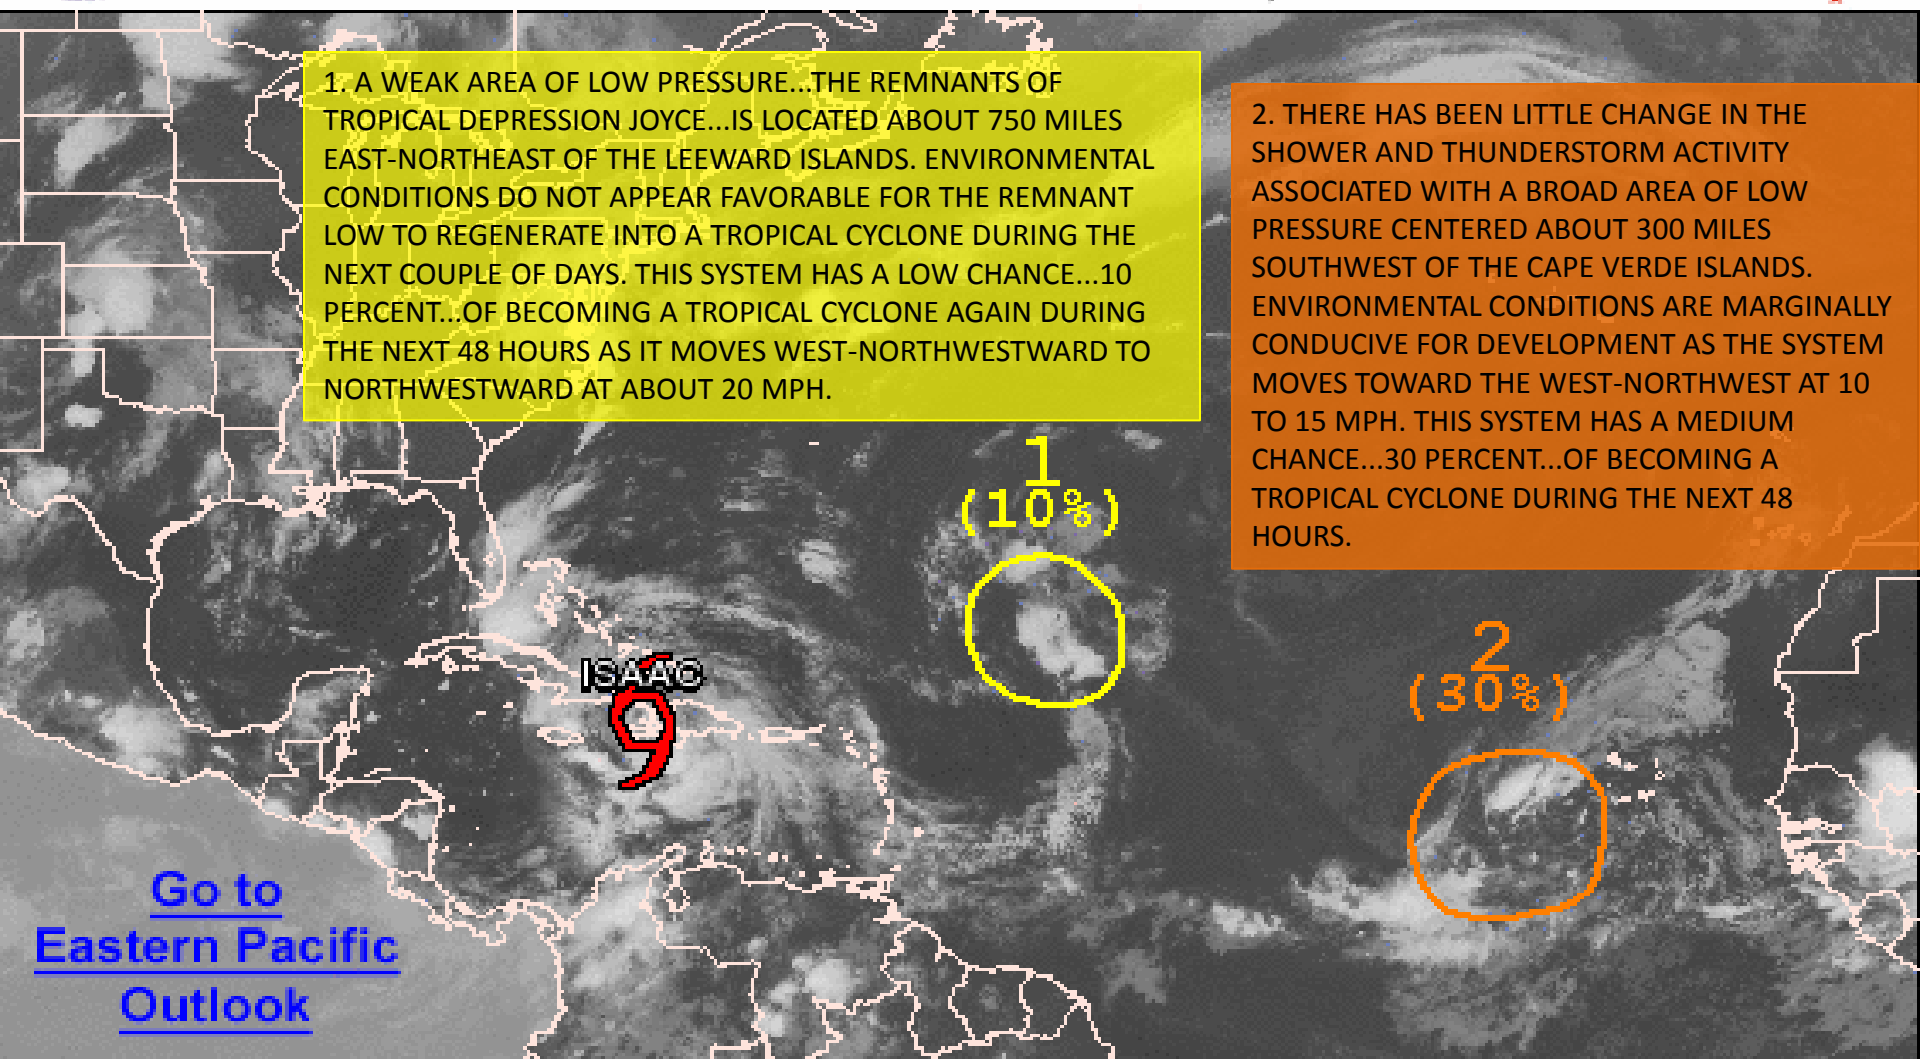 1. A WEAK AREA OF LOW PRESSURE...THE REMNANTS OF
TROPICAL DEPRESSION JOYCE...IS LOCATED ABOUT 750 MILES
EAST-NORTHEAST OF THE LEEWARD ISLANDS. ENVIRONMENTAL
CONDITIONS DO NOT APPEAR FAVORABLE FOR THE REMNANT
LOW TO REGENERATE INTO A TROPICAL CYCLONE DURING THE
NEXT COUPLE OF DAYS. THIS SYSTEM HAS A LOW CHANCE...10
PERCENT...OF BECOMING A TROPICAL CYCLONE AGAIN DURING
THE NEXT 48 HOURS AS IT MOVES WEST-NORTHWESTWARD TO
NORTHWESTWARD AT ABOUT 20 MPH.
2. THERE HAS BEEN LITTLE CHANGE IN THE
SHOWER AND THUNDERSTORM ACTIVITY
ASSOCIATED WITH A BROAD AREA OF LOW
PRESSURE CENTERED ABOUT 300 MILES
SOUTHWEST OF THE CAPE VERDE ISLANDS.
ENVIRONMENTAL CONDITIONS ARE MARGINALLY
CONDUCIVE FOR DEVELOPMENT AS THE SYSTEM
MOVES TOWARD THE WEST-NORTHWEST AT 10
TO 15 MPH. THIS SYSTEM HAS A MEDIUM
CHANCE...30 PERCENT...OF BECOMING A
TROPICAL CYCLONE DURING THE NEXT 48
HOURS.
1
(10%)
2
(30%)
ISAAC
Go to
Eastern Pacific
Outlook